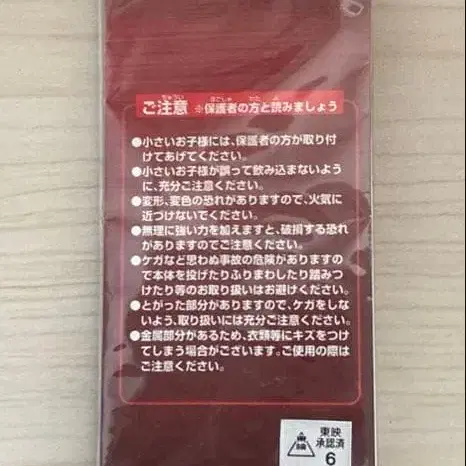 ご注意 ※保護者の方と読みましょう
●小さいお子様には、保護者の方が取り付
けてあげてください。
●小さいお子様が誤って飲み込まないよう
に、充分ご注意ください。
●変形、変色の恐れがありますので、火気に
近づけないでください。
●無理に強い力を加えますと、破損する恐れ
がありますのでご注意ください。
●ケガなど思わぬ事故の危険がありますの
で本体を投げたりふりまわしたり踏みつ
けたり等のお取り扱いはお避けください。
●とがった部分がありますので、ケガをしな
いよう、取り扱いには充分ご注意ください。
●金属部分があるため、衣類等にキズをつけ
てしまう場合がございます。ご使用の際は
ご注意ください。
東映
承認済
6